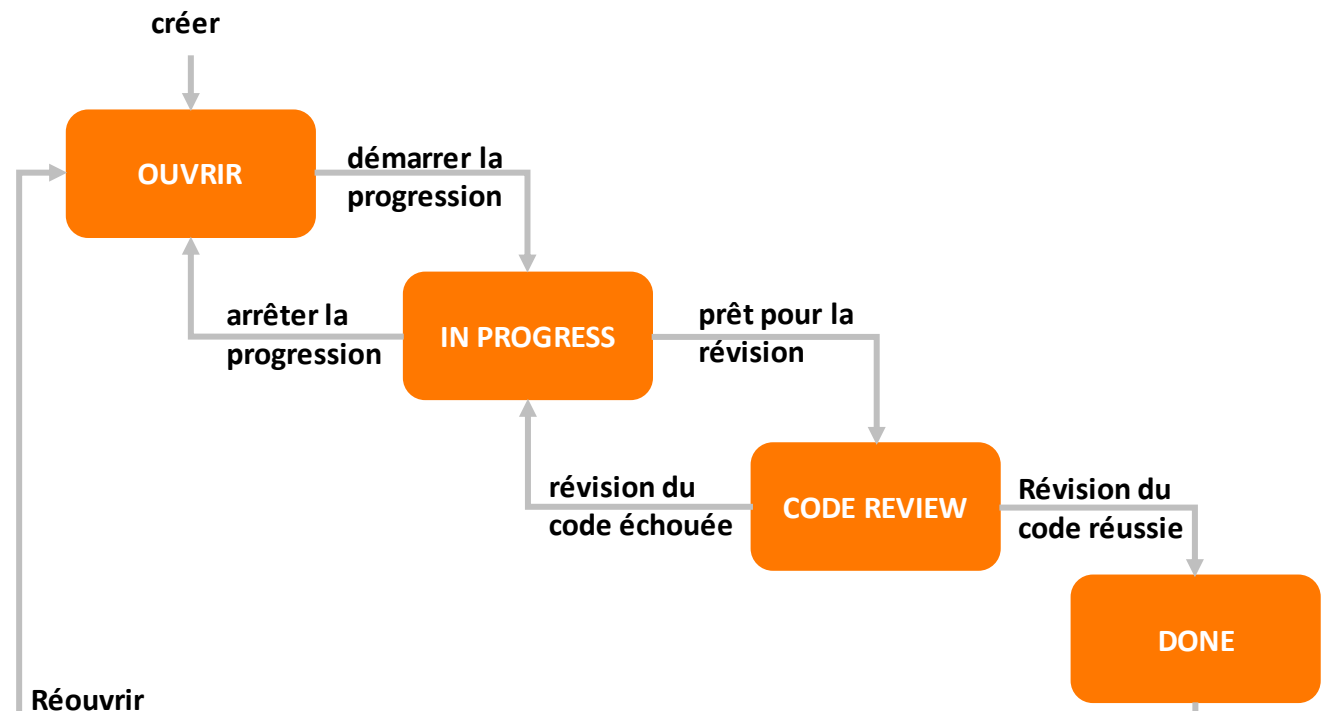 créer
OUVRIR
démarrer la
progression
arrêter la
progression
IN PROGRESS
prêt pour la
révision
révision du
code échouée
CODE REVIEW
Révision du
code réussie
DONE
Réouvrir